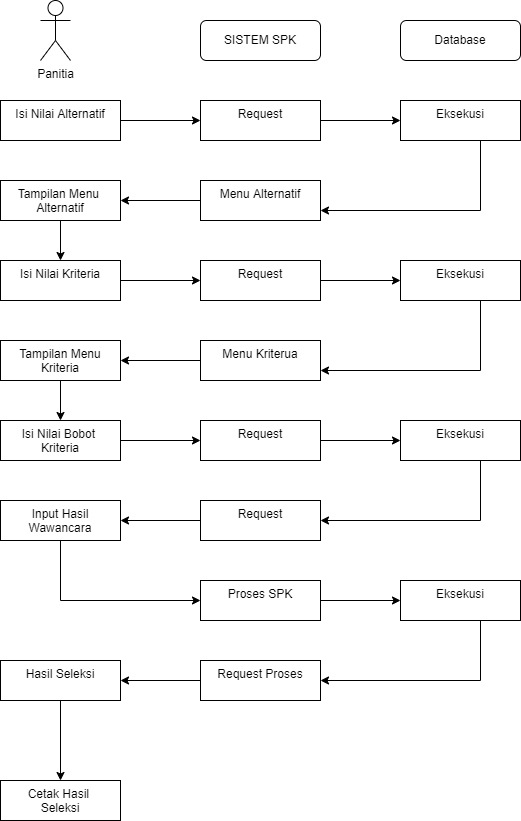 Panitia
SISTEM SPK
Database
Isi Nilai Alternatif
Request
Eksekusi
Tampilan Menu
Alternatif
Menu Alternatif
Isi Nilai Kriteria
Request
Eksekusi
Tampilan Menu
Kriteria
Menu Kriterua
Isi Nilai Bobot
Kriteria
Request
Eksekusi
Input Hasil
Wawancara
Request
Proses SPK
Eksekusi
Hasil Seleksi
Request Proses
Cetak Hasil
Seleksi